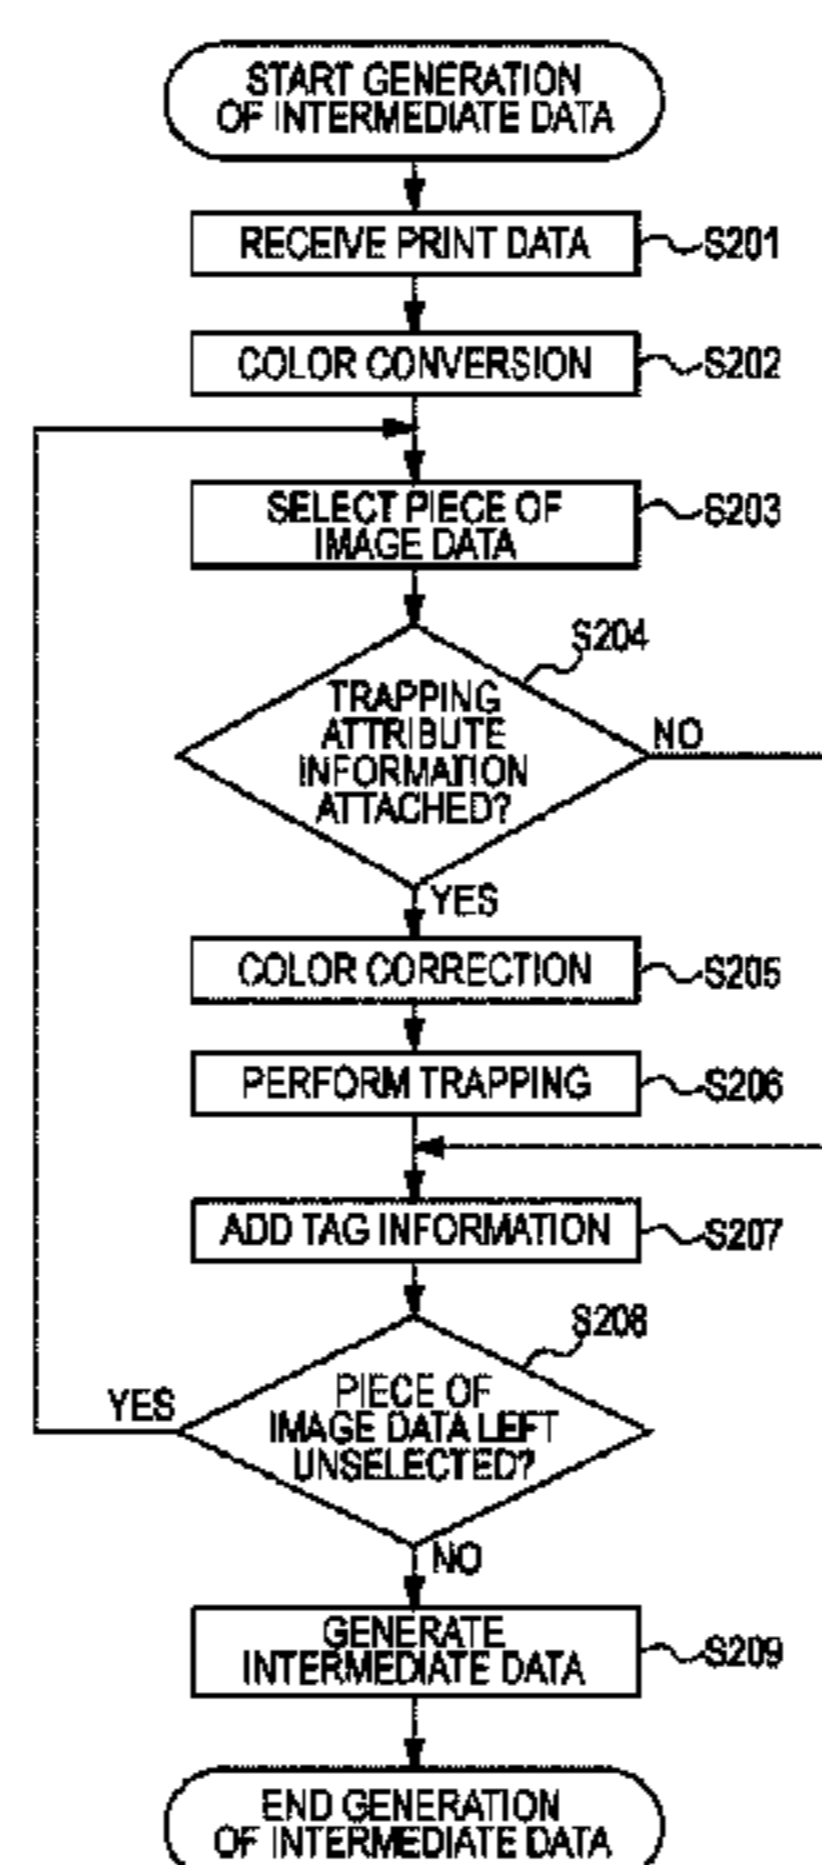 START GENERATION
OF INTERMEDIATE DATA
RECEIVE PRINT DATA
S201
COLOR CONVERSION
S202
SELECT PIECE OF
IMAGE DATA
S203
S204
TRAPPING
ATTRIBUTE
INFORMATION
ATTACHED?
NO
YES
COLOR CORRECTION
S205
PERFORM TRAPPING
S206
ADD TAG INFORMATION
S207
S208
PIECE OF
IMAGE DATA LEFT
UNSELECTED?
YES
NO
GENERATE
INTERMEDIATE DATA
S209
END GENERATION
OF INTERMEDIATE DATA